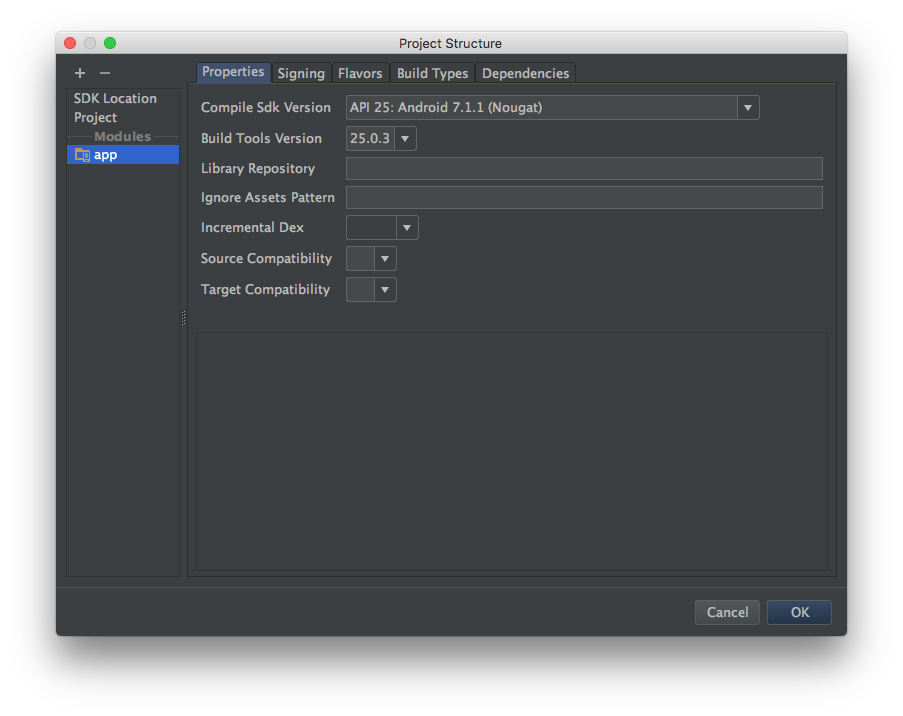 Project Structure
SDK Location
Project
Modules
app
Properties Signing Flavors Build Types Dependencies
Compile Sdk Version API 25: Android 7.1.1 (Nougat)
Build Tools Version 25.0.3
Library Repository
Ignore Assets Pattern
Incremental Dex
Source Compatibility
Target Compatibility
Cancel OK